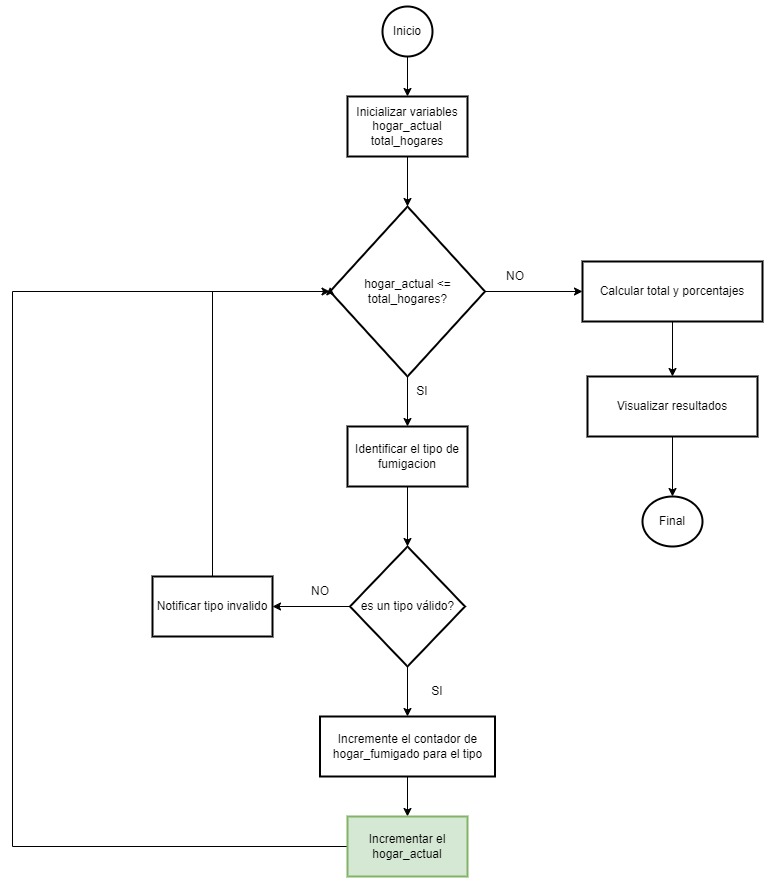 Inicio
Inicializar variables
hogar_actual
total_hogares
hogar_actual <=
total_hogares?
NO
Calcular total y porcentajes
SI
Visualizar resultados
Identificar el tipo de
fumigacion
Final
es un tipo válido?
NO
Notificar tipo invalido
SI
Incremente el contador de
hogar_fumigado para el tipo
Incrementar el
hogar_actual